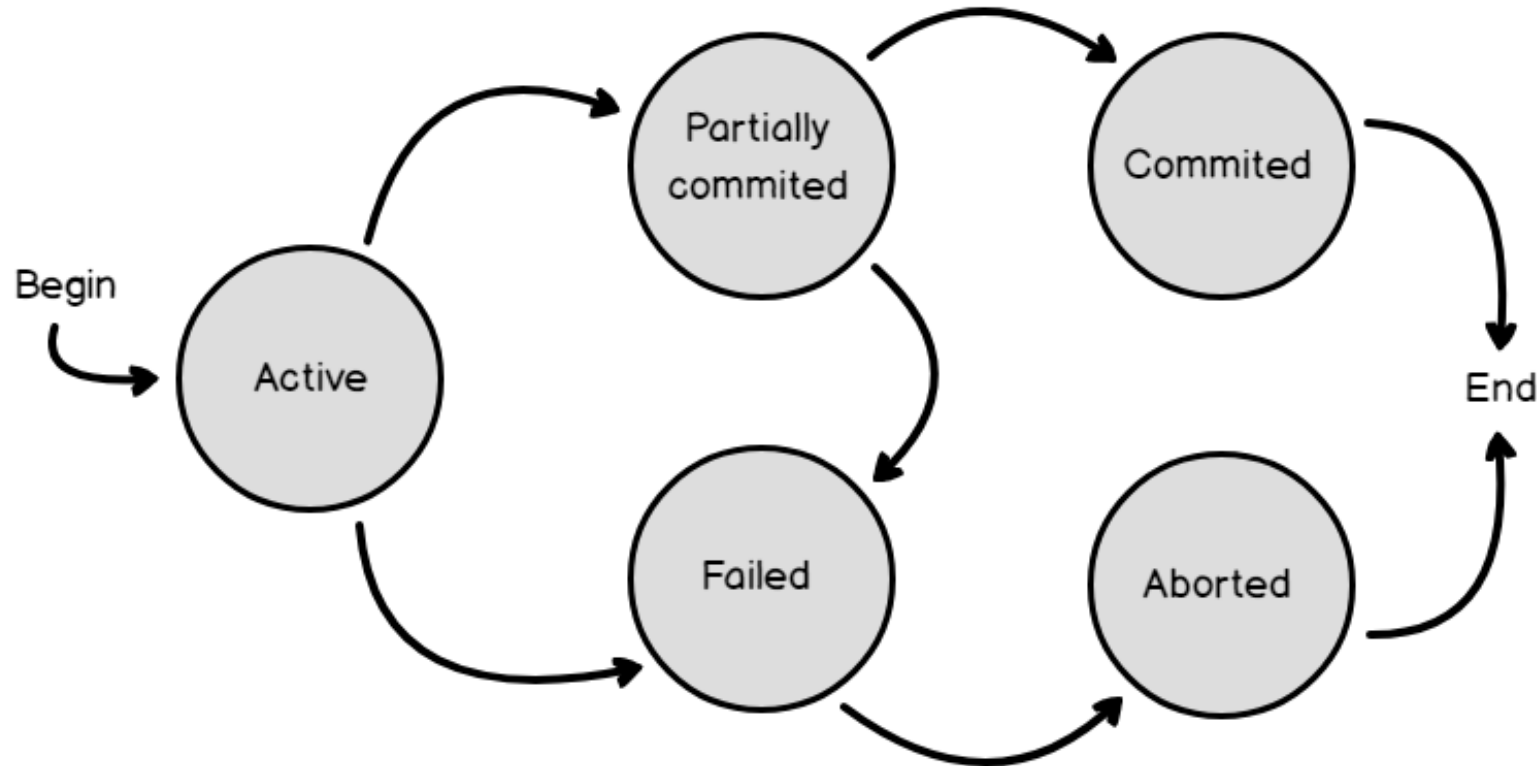 Begin
Active
Partially
commited
Commited
Failed
Aborted
End